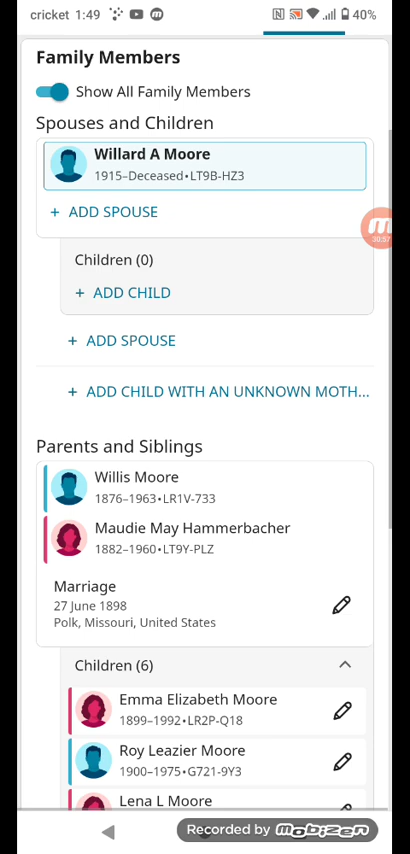 cricket 1:49
40%
Family Members
Show All Family Members
Spouses and Children
Willard A Moore
1915–Deceased•LT9B-HZ3
+ ADD SPOUSE
30:57
Children (0)
+ ADD CHILD
+ ADD SPOUSE
+ ADD CHILD WITH AN UNKNOWN MOTH...
Parents and Siblings
Willis Moore
1876–1963•LR1V-733
Maudie May Hammerbacher
1882–1960•LT9Y-PLZ
Marriage
27 June 1898
Polk, Missouri, United States
Children (6)
Emma Elizabeth Moore
1899–1992•LR2P-Q18
Roy Leazier Moore
1900–1975•G721-9Y3
Lena L Moore
Recorded by mobizen